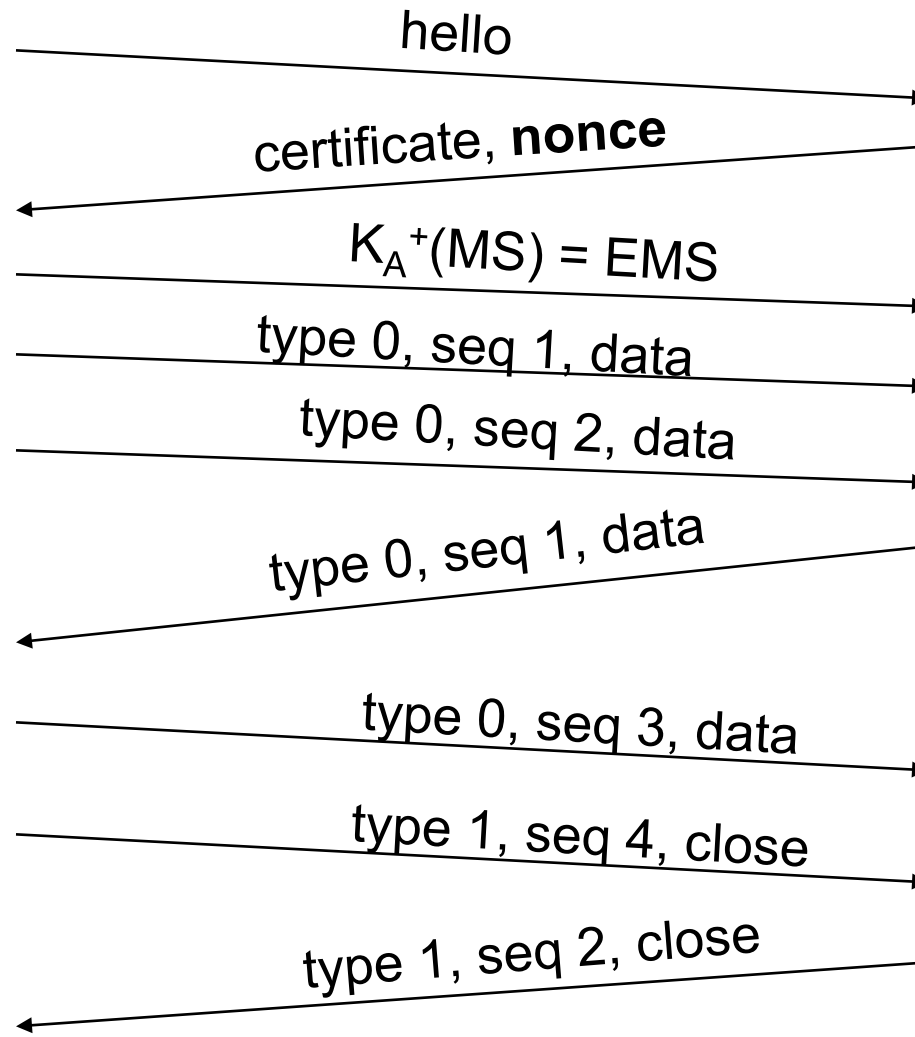 hello
certificate, nonce
K_A^+(MS) = EMS
type 0, seq 1, data
type 0, seq 2, data
type 0, seq 1, data
type 0, seq 3, data
type 1, seq 4, close
type 1, seq 2, close